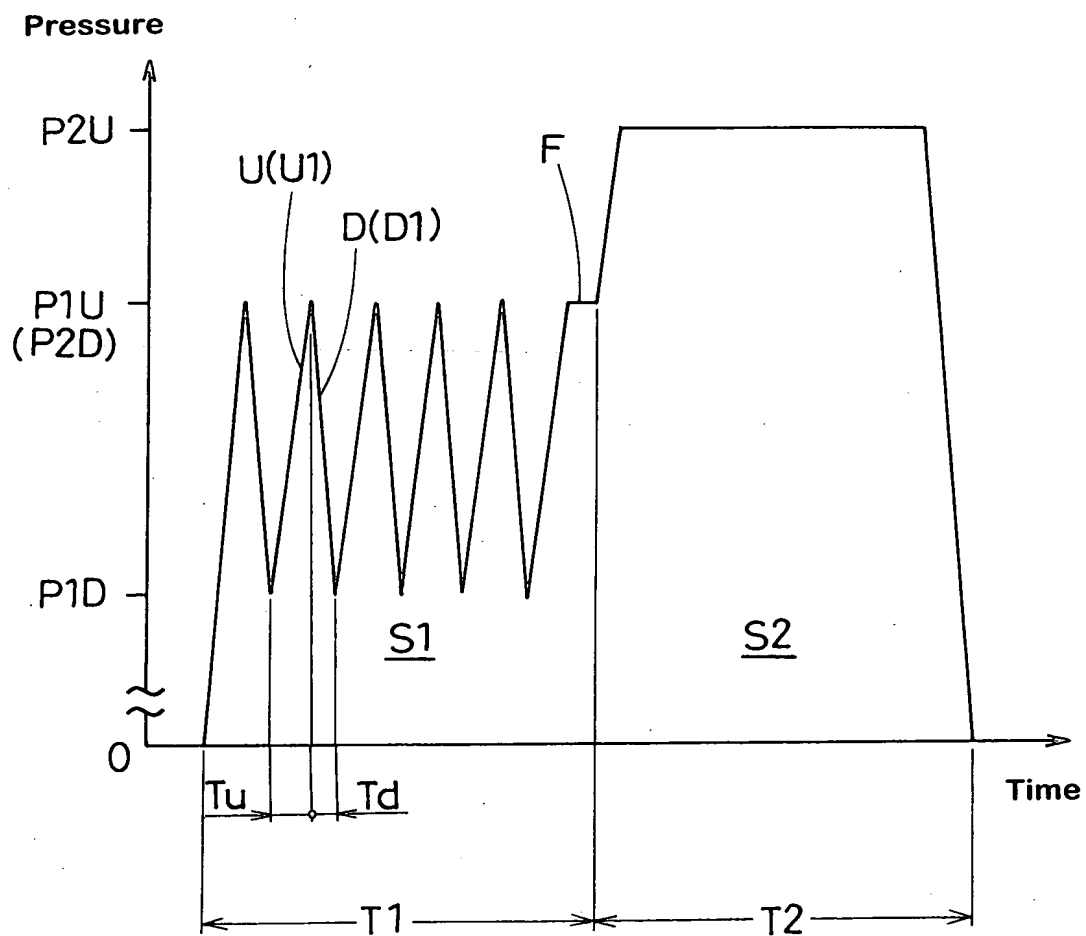 Pressure
P2U
U(U1)
F
D(D1)
P1U
(P2D)
P1D
S1
S2
0
Tu
Td
Time
T1
T2